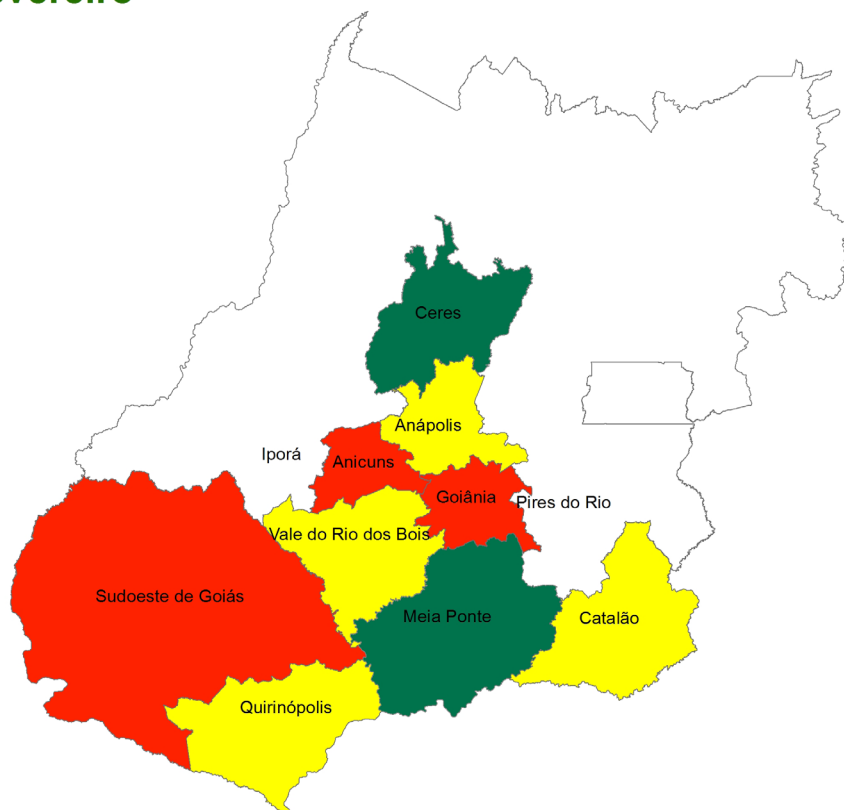 Ceres
Anápolis
Iporá
Anicuns
Goiânia
Pires do Rio
Vale do Rio dos Bois
Sudoeste de Goiás
Meia Ponte
Catalão
Quirinópolis